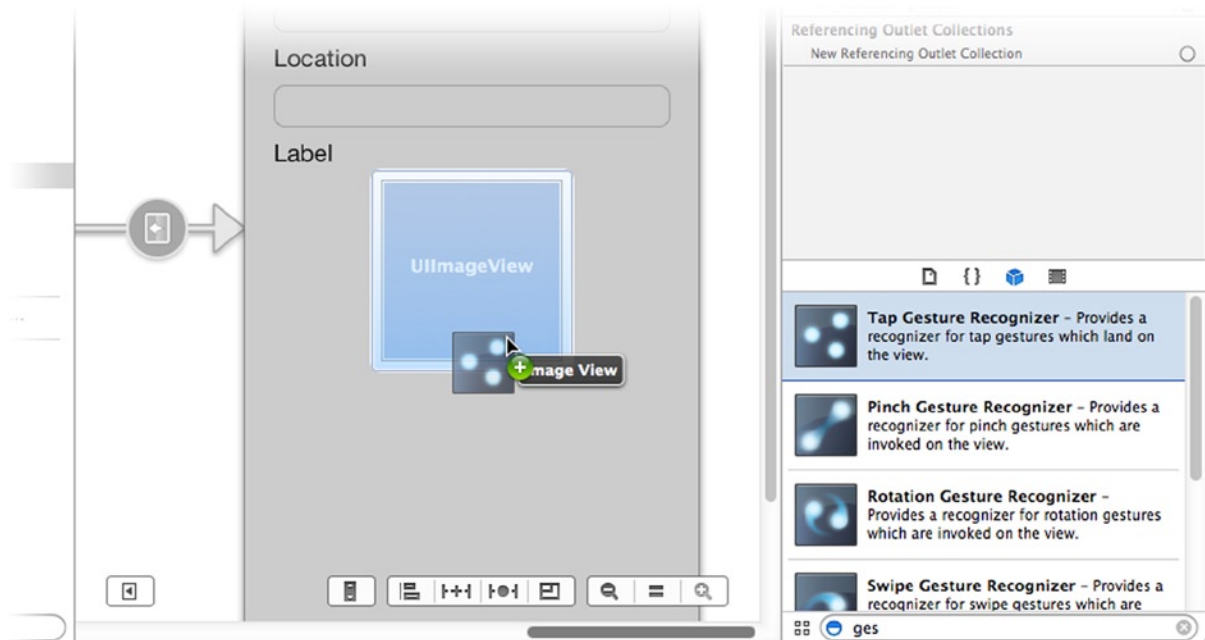 Location
Label
UIImageView
Image View
Referencing Outlet Collections
New Referencing Outlet Collection
{}
Tap Gesture Recognizer – Provides a
recognizer for tap gestures which land on
the view.
Pinch Gesture Recognizer – Provides a
recognizer for pinch gestures which are
invoked on the view.
Rotation Gesture Recognizer –
Provides a recognizer for rotation gestures
which are invoked on the view.
Swipe Gesture Recognizer – Provides a
recognizer for swipe gestures which are
ges